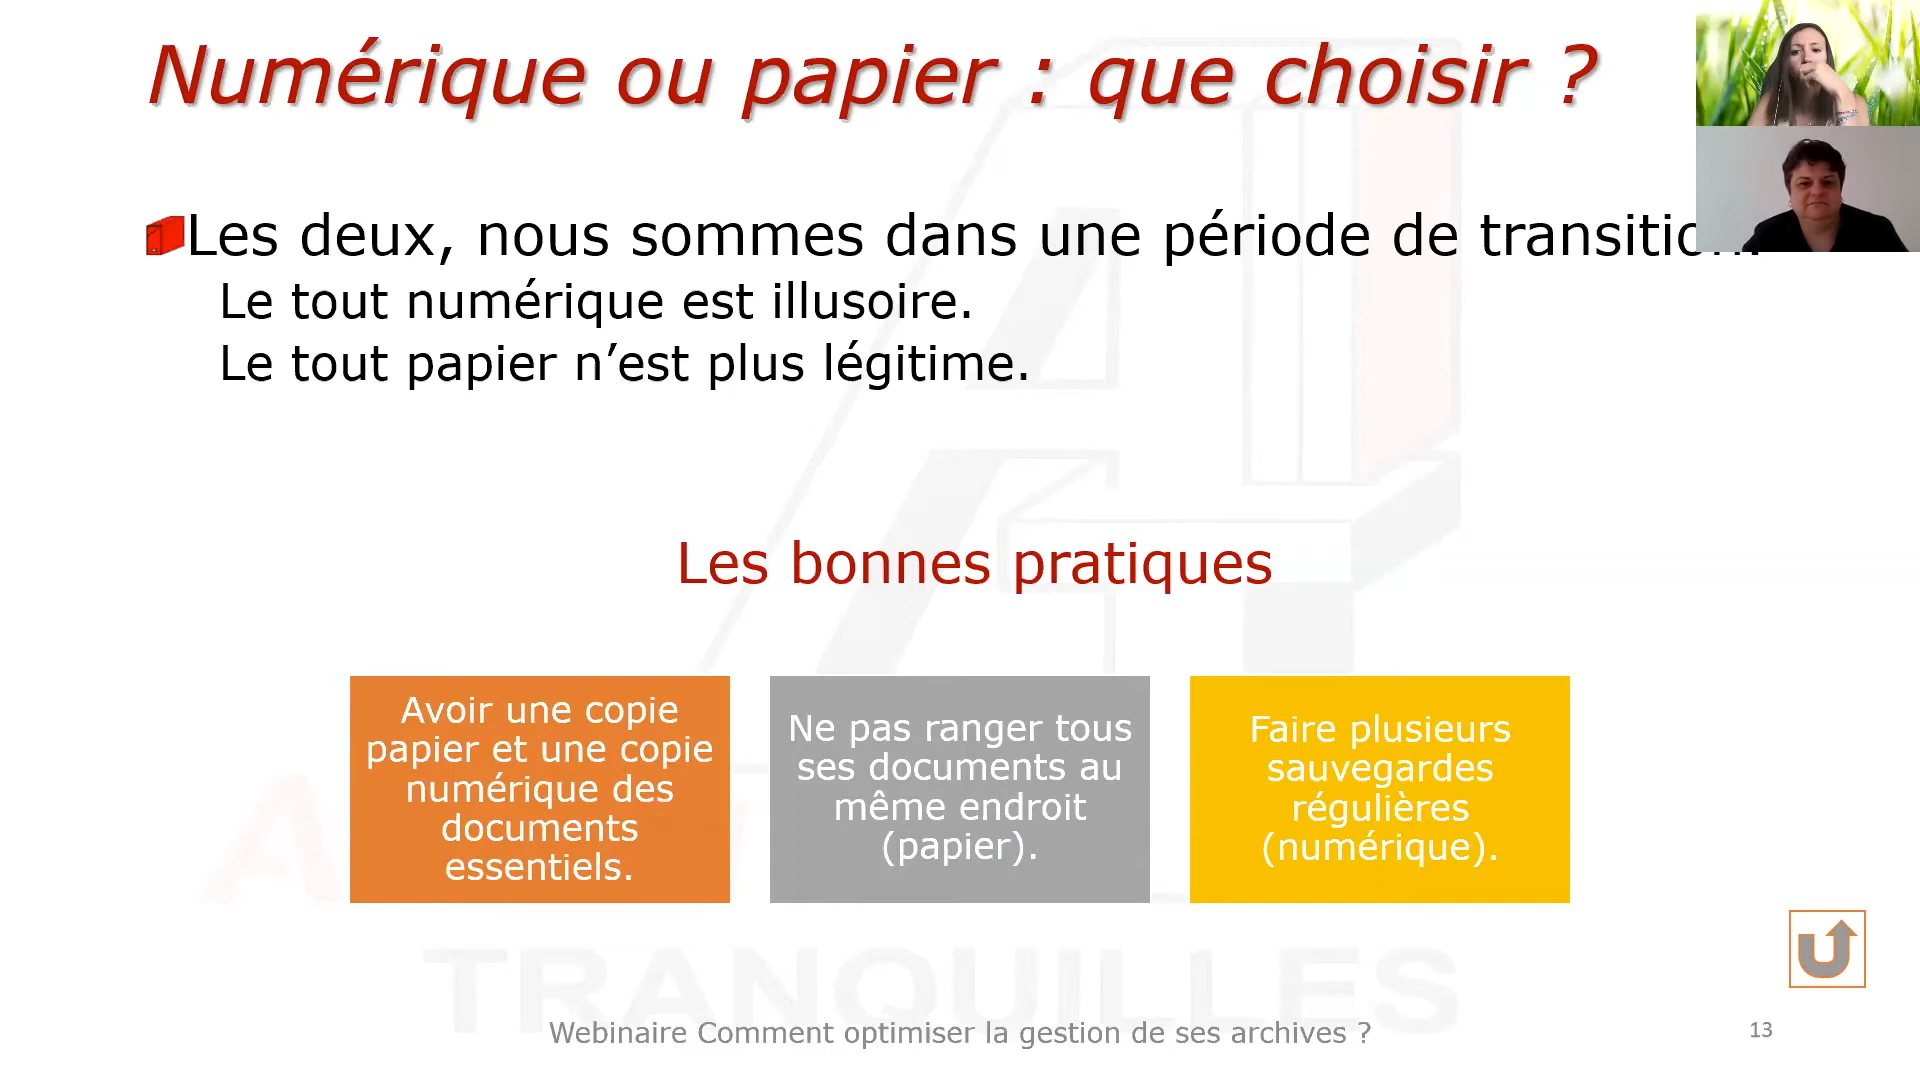 Numérique ou papier : que choisir ?
Les deux, nous sommes dans une période de transition.
Le tout numérique est illusoire.
Le tout papier n’est plus légitime.
Les bonnes pratiques
Avoir une copie
papier et une copie
numérique des
documents
essentiels.
Ne pas ranger tous
ses documents au
même endroit
(papier).
Faire plusieurs
sauvegardes
régulières
(numérique).
TRANQUILLES
Webinaire Comment optimiser la gestion de ses archives ?
13